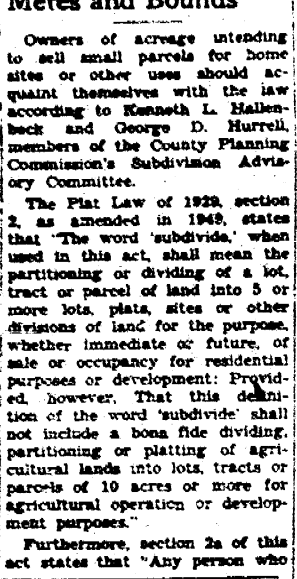 Metes and Bounds
Owners of acreage intending
to sell small parcels for home
sites or other uses should ac-
quaint themselves with the law
according to Kenneth L. Hallen-
beck and George D. Hurrell,
members of the County Planning
Commission's Subdivision Advis-
ory Committee.
The Plat Law of 1929, section
2, as amended in 1949, states
that "The word 'subdivide,' when
used in this act, shall mean the
partitioning or dividing of a lot,
tract or parcel of land into 5 or
more lots, plats, sites or other
divisions of land for the purpose,
whether immediate or future, of
sale or occupancy for residential
purposes or development: Provid-
ed, however, That this defini-
tion of the word 'subdivide' shall
not include a bona fide dividing,
partitioning or platting of agri-
cultural lands into lots, tracts or
parcels of 10 acres or more for
agricultural operation or develop-
ment purposes."
Furthermore, section 2a of this
act states that "Any person who